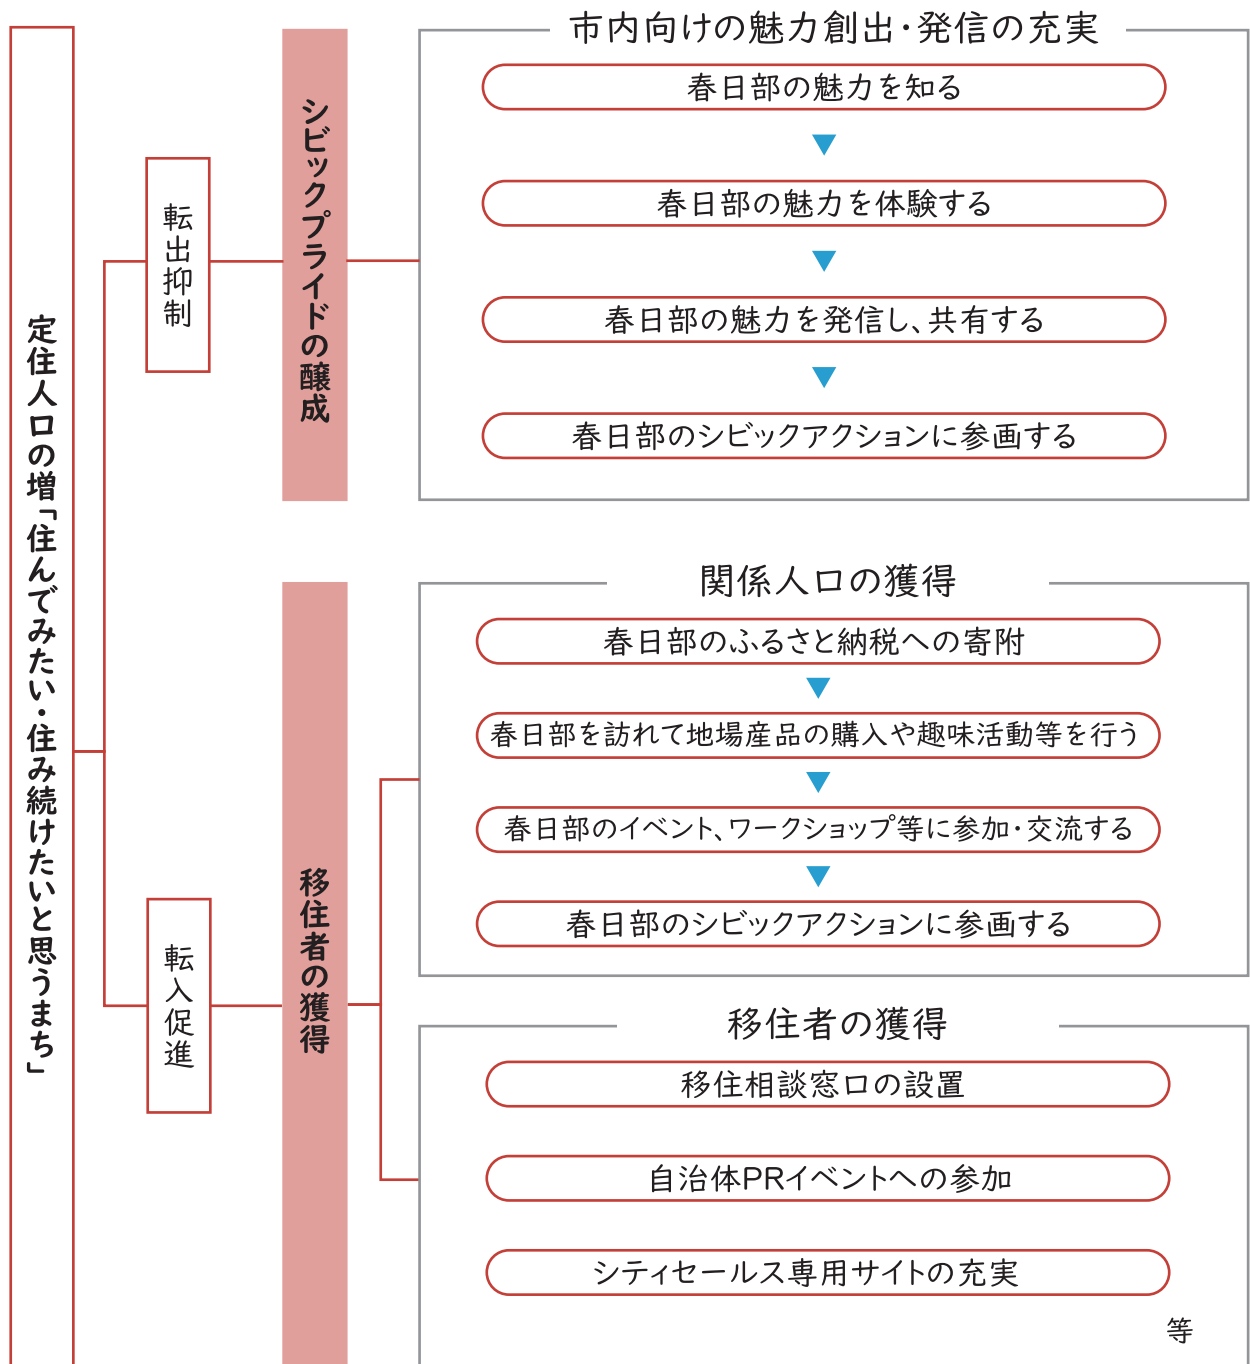 定住人口の増「住んでみたい・住み続けたいと思うまち」
転出抑制
シビックプライドの醸成
市内向けの魅力創出・発信の充実
春日部の魅力を知る
春日部の魅力を体験する
春日部の魅力を発信し、共有する
春日部のシビックアクションに参画する
転入促進
移住者の獲得
関係人口の獲得
春日部のふるさと納税への寄附
春日部を訪れて地場産品の購入や趣味活動等を行う
春日部のイベント、ワークショップ等に参加・交流する
春日部のシビックアクションに参画する
移住者の獲得
移住相談窓口の設置
自治体PRイベントへの参加
シティセールス専用サイトの充実
等